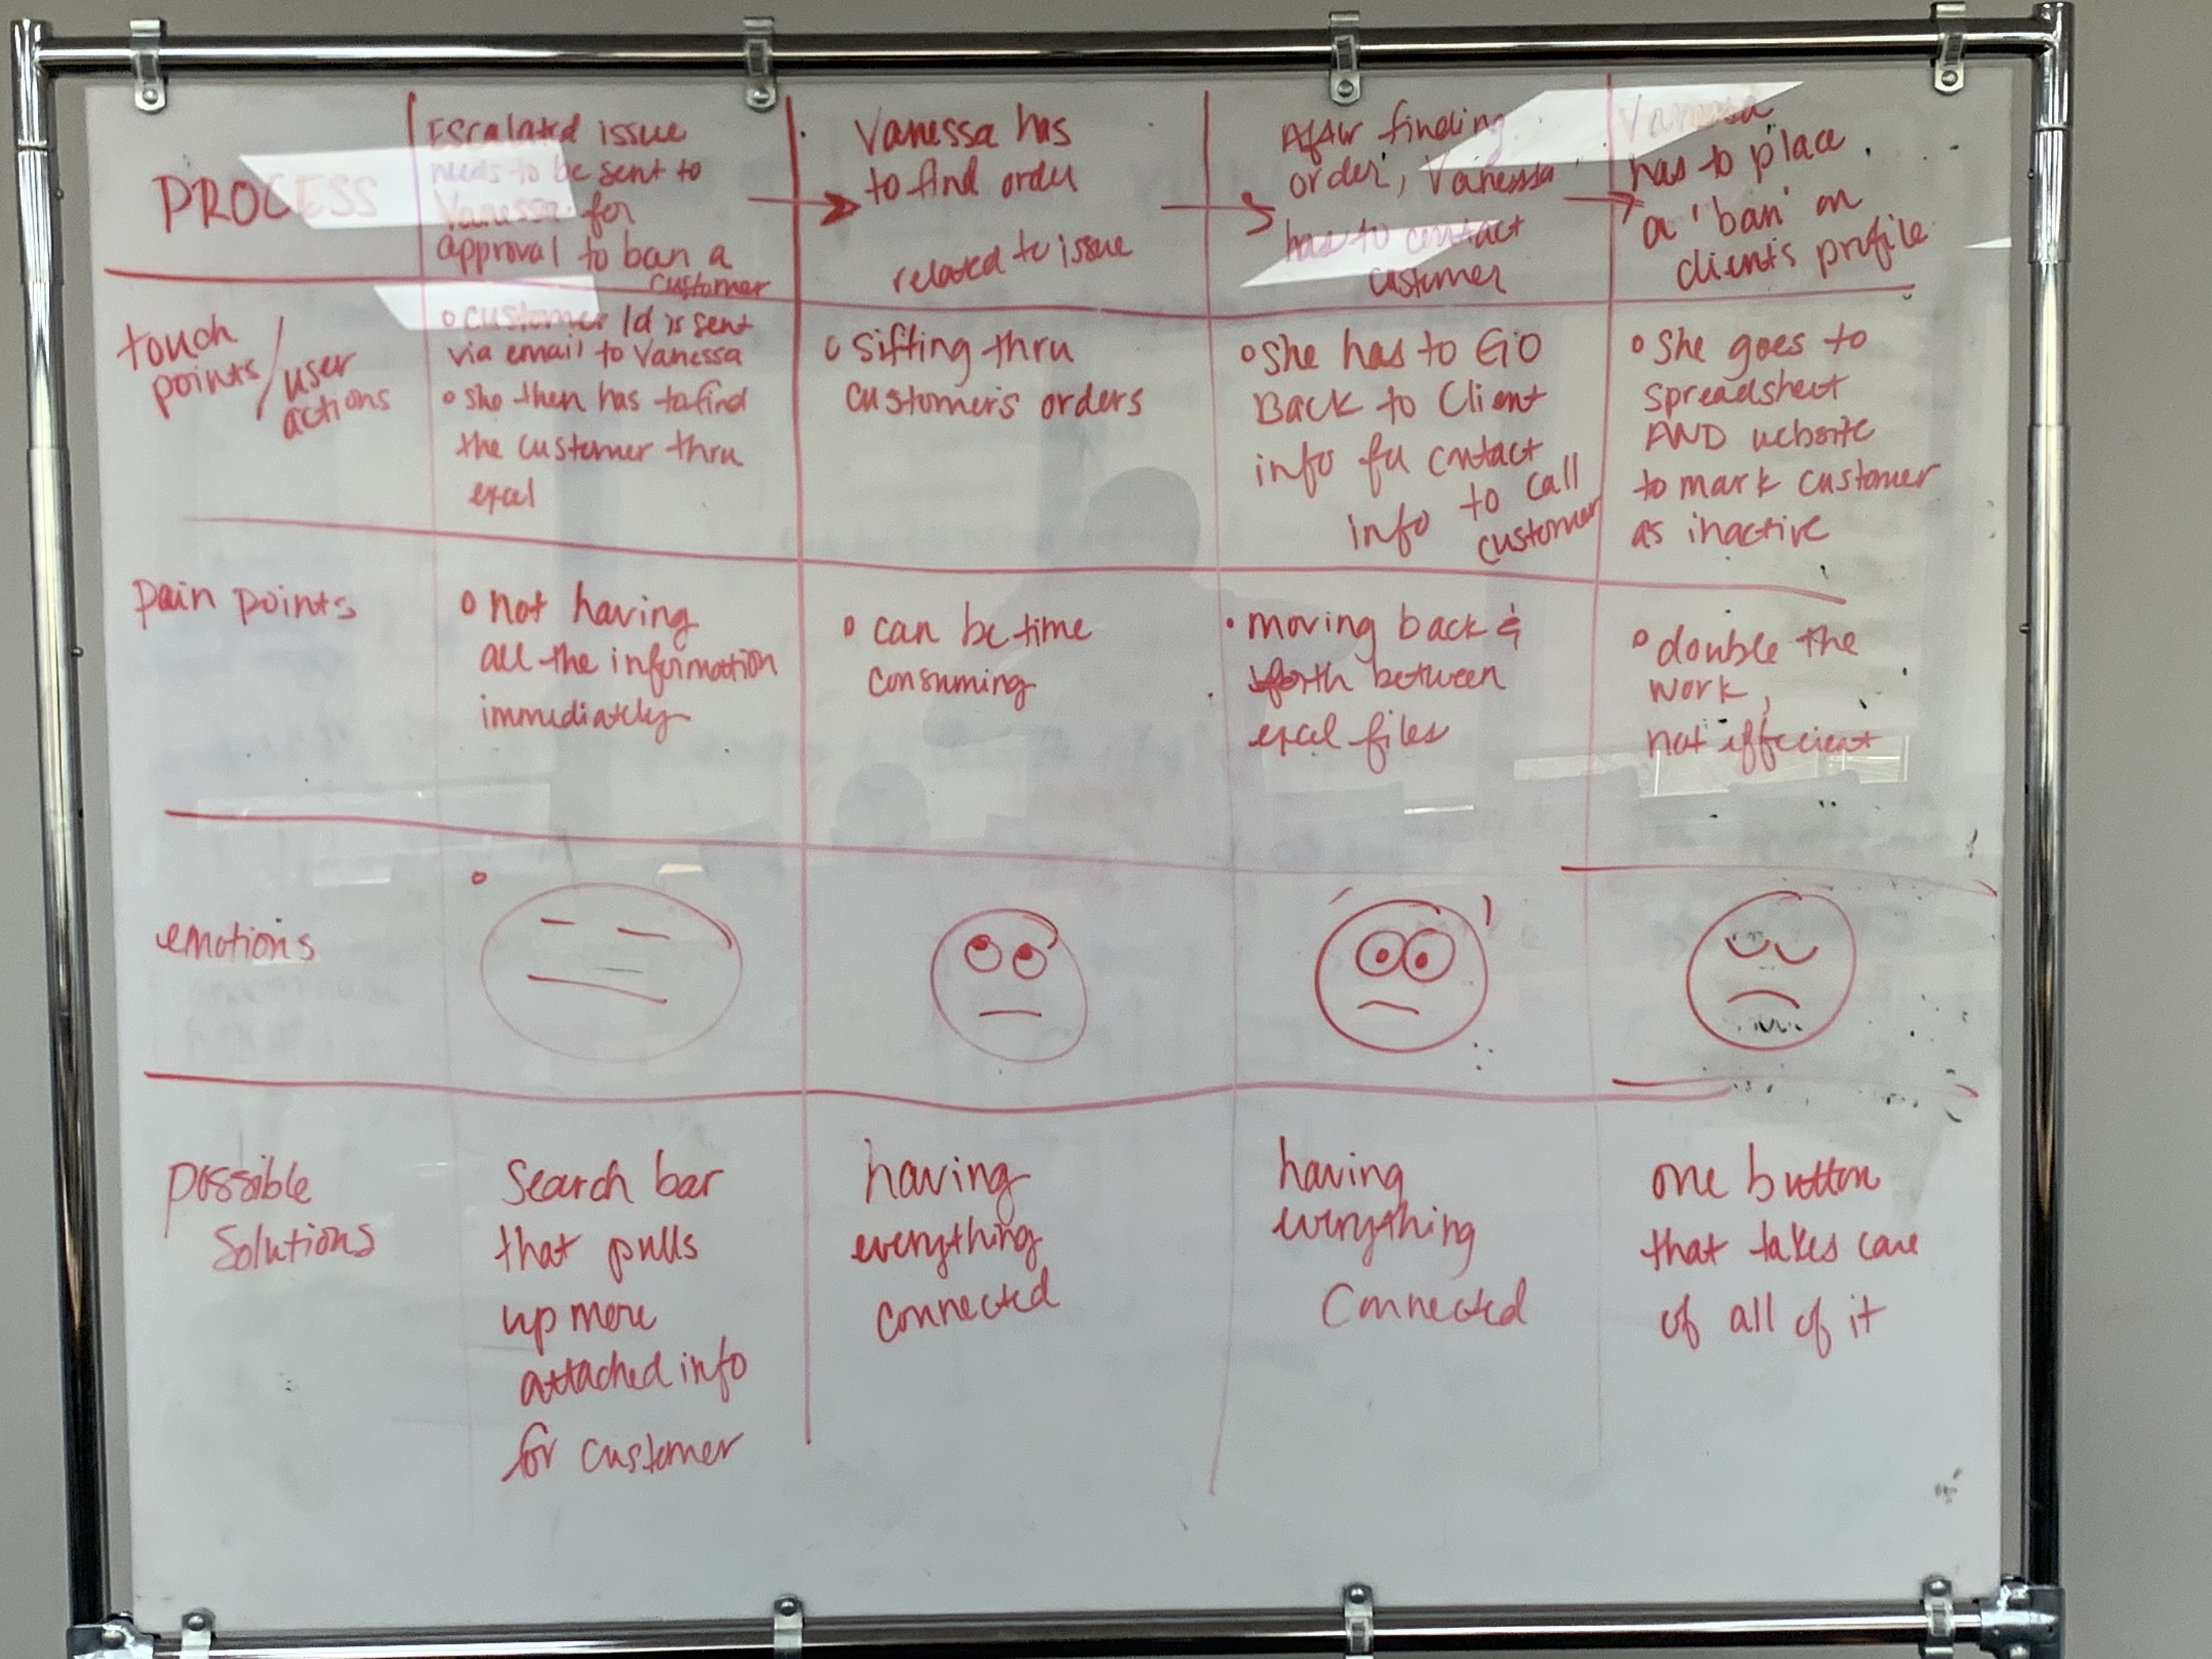 PROCESS
Escalated issue
needs to be sent to
Vanessa for
approval to ban a
customer
Vanessa has
to find order
related to issue
After finding
order, Vanessa
has to contact
customer
Vanessa
has to place
a 'ban' on
client's profile
touch
points / user
actions
o customer Id is sent
via email to Vanessa
• she then has to find
the customer thru
excel
o Sifting thru
customer's orders
o She has to GO
Back to Client
info for contact
info to call
customer
o She goes to
spreadsheet
AND website
to mark customer
as inactive
pain points
o not having
all the information
immediately
o can be time
consuming
• moving back &
forth between
excel files
o double the
work,
not effecient
emotions
possible
solutions
Search bar
that pulls
up more
attached info
for customer
having
everything
connected
having
everything
Connected
one button
that takes care
of all of it